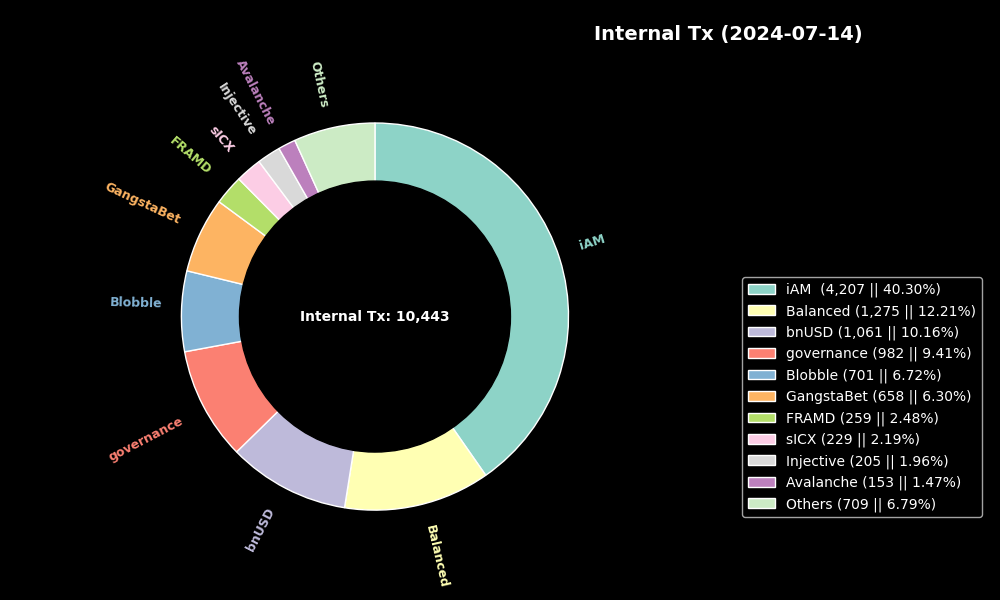 Internal Tx (2024-07-14)
Others
Avalanche
Injective
sICX
FRAMD
GangstaBet
Blobble
governance
bnUSD
Balanced
iAM
Internal Tx: 10,443
iAM  (4,207 || 40.30%)
Balanced (1,275 || 12.21%)
bnUSD (1,061 || 10.16%)
governance (982 || 9.41%)
Blobble (701 || 6.72%)
GangstaBet (658 || 6.30%)
FRAMD (259 || 2.48%)
sICX (229 || 2.19%)
Injective (205 || 1.96%)
Avalanche (153 || 1.47%)
Others (709 || 6.79%)